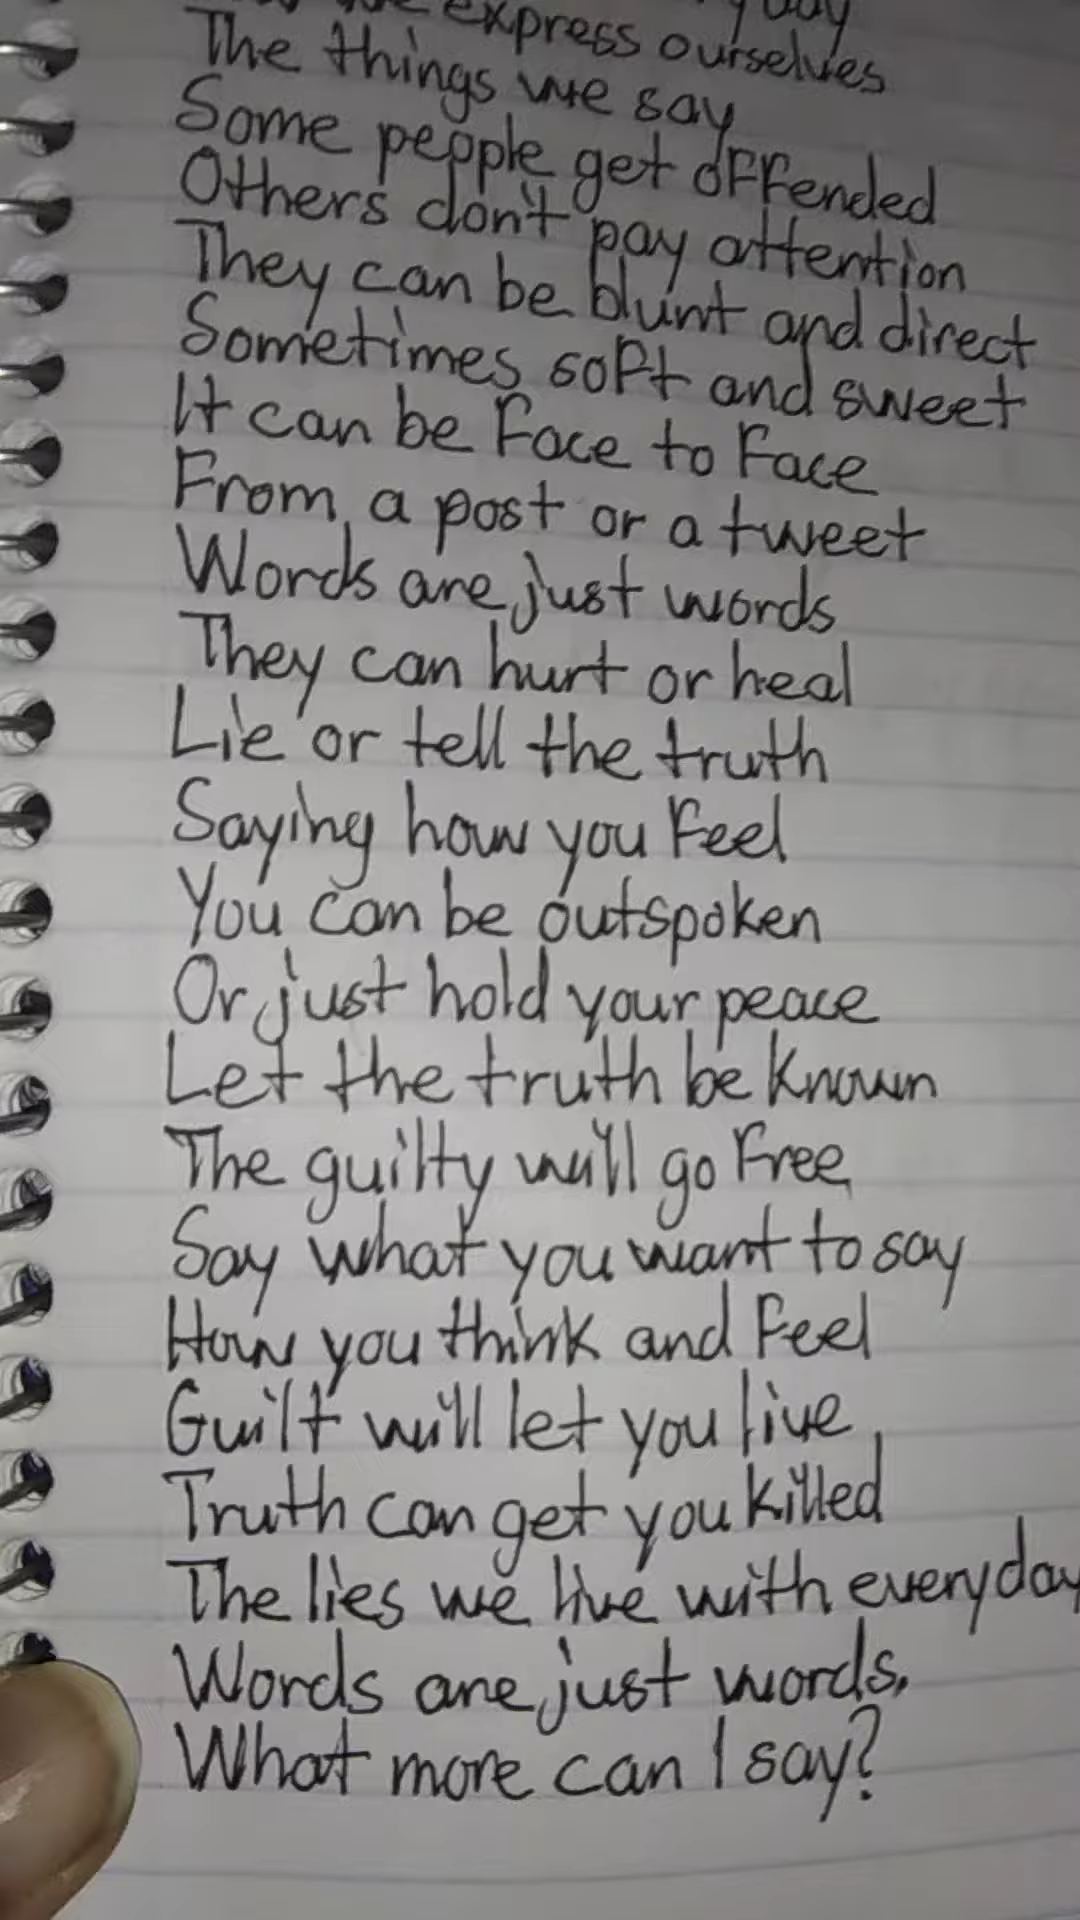 express ourselves
The things we say
Some people get offended
Others don't pay attention
They can be blunt and direct
Sometimes soft and sweet
It can be face to face
From a post or a tweet
Words are just words
They can hurt or heal
Lie or tell the truth
Saying how you feel
You can be outspoken
Or just hold your peace
Let the truth be known
The guilty will go free
Say what you want to say
How you think and feel
Guilt will let you live
Truth can get you killed
The lies we live with everyday
Words are just words.
What more can I say?